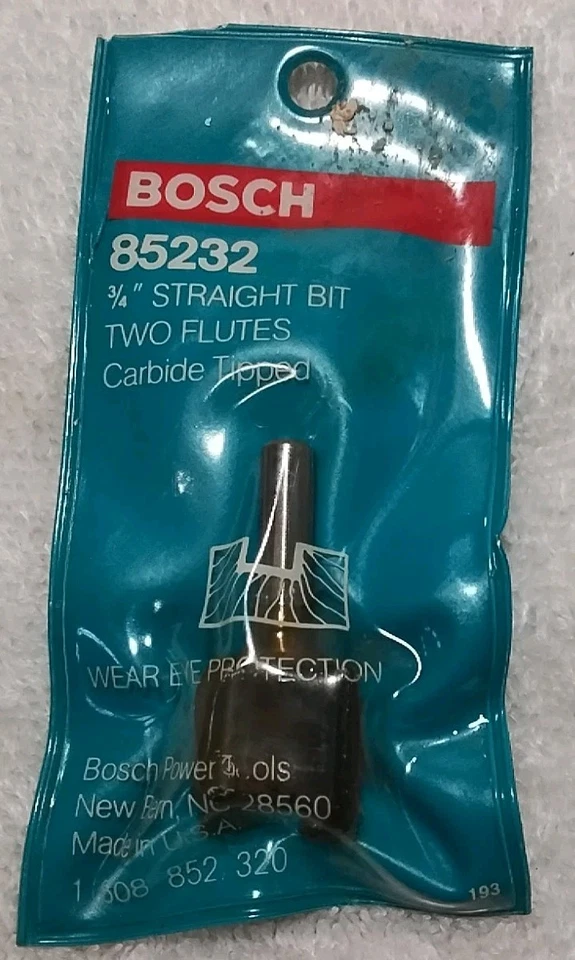 BOSCH
85232
¾" STRAIGHT BIT
TWO FLUTES
Carbide Tipped
WEAR EYE PROTECTION
Bosch Power Tools
New Bern, NC 28560
Made in U.S.A.
1 608 852 320
193